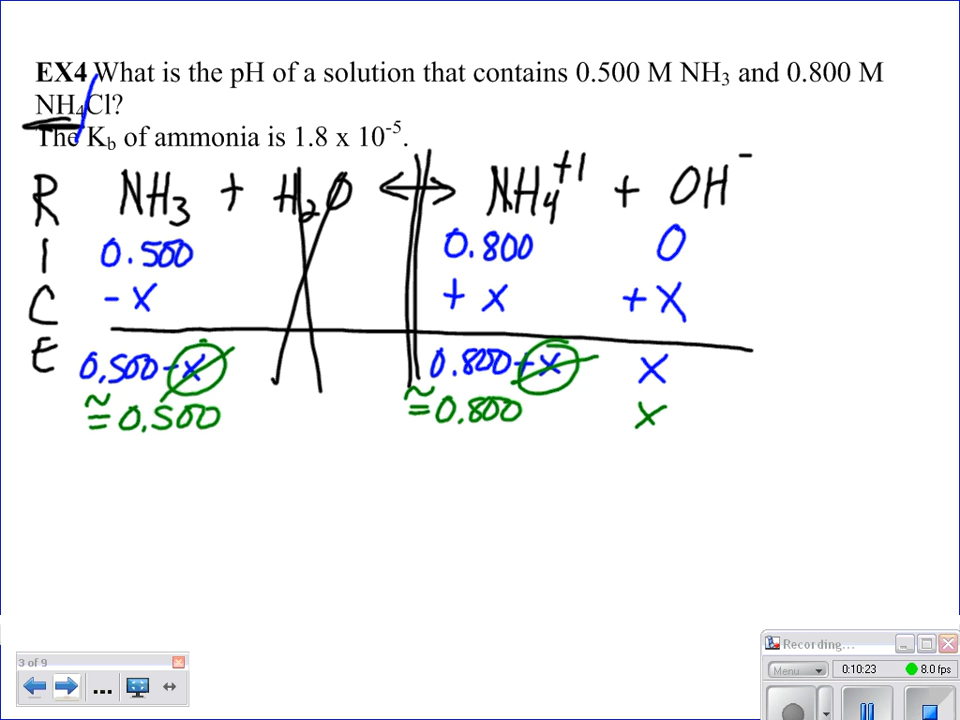 EX4 What is the pH of a solution that contains 0.500 M NH₃ and 0.800 M
NH₄Cl?
The K_b of ammonia is 1.8 x 10⁻⁵.
R NH₃ + H₂O ↔ NH₄⁺¹ + OH⁻
I 0.500 0.800 0
C - x + x + x
E 0.500 - x 0.800 + x x
≅ 0.500 ≅ 0.800 x
3 of 9
...
Recording...
Menu 0:10:23 8.0 fps